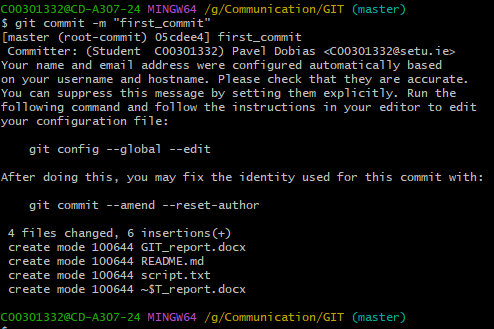 C00301332@CD-A307-24 MINGW64 /g/Communication/GIT (master)
$ git commit -m "first_commit"
[master (root-commit) 05cdee4] first_commit
 Committer: (Student  C00301332) Pavel Dobias <C00301332@setu.ie>
Your name and email address were configured automatically based
on your username and hostname. Please check that they are accurate.
You can suppress this message by setting them explicitly. Run the
following command and follow the instructions in your editor to edit
your configuration file:

    git config --global --edit

After doing this, you may fix the identity used for this commit with:

    git commit --amend --reset-author

 4 files changed, 6 insertions(+)
 create mode 100644 GIT_report.docx
 create mode 100644 README.md
 create mode 100644 script.txt
 create mode 100644 ~$T_report.docx

C00301332@CD-A307-24 MINGW64 /g/Communication/GIT (master)